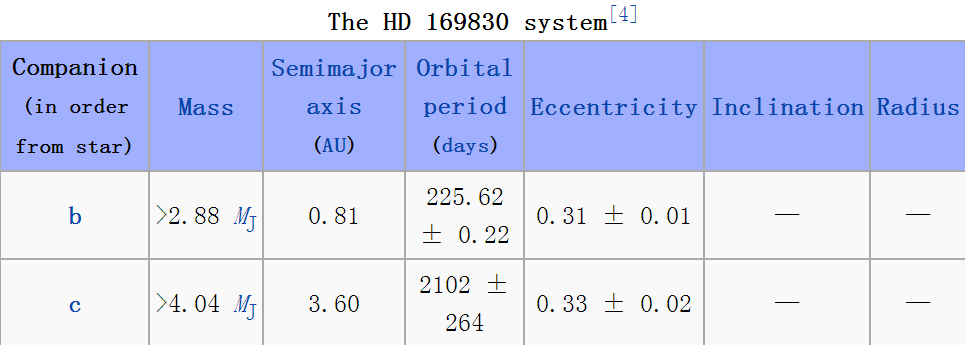 The HD 169830 system[4]
Companion
(in order
from star)
Mass
Semimajor
axis
(AU)
Orbital
period
(days)
Eccentricity
Inclination
Radius
b
>2.88 MJ
0.81
225.62
± 0.22
0.31 ± 0.01
—
—
c
>4.04 MJ
3.60
2102 ±
264
0.33 ± 0.02
—
—